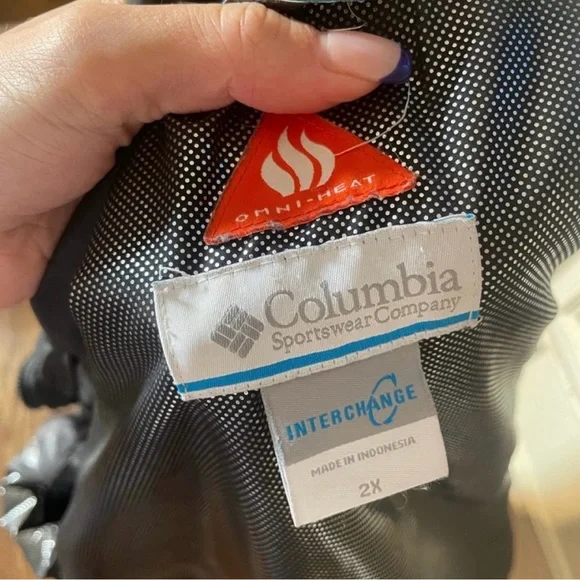 OMNI-HEAT
Columbia
Sportswear Company
INTERCHANGE
MADE IN INDONESIA
2X